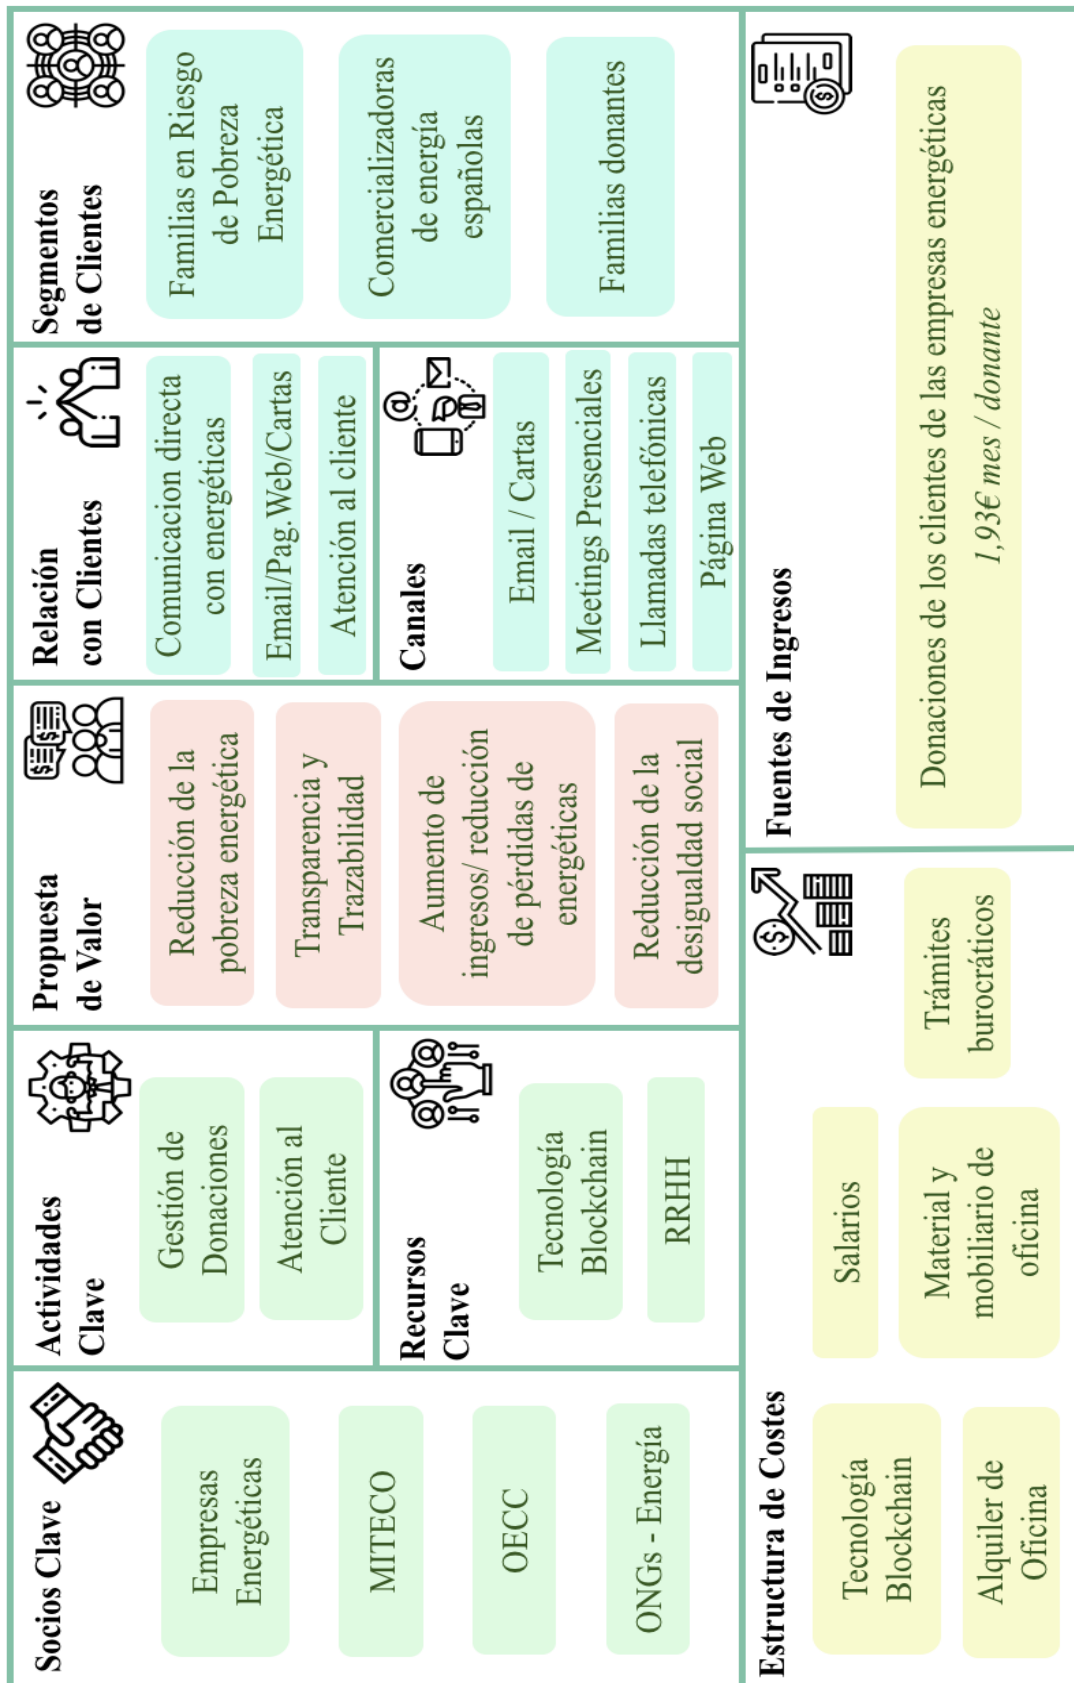 Socios Clave
Empresas
Energéticas
MITECO
OECC
ONGs - Energía
Actividades
Clave
Gestión de
Donaciones
Atención al
Cliente
Recursos
Clave
Tecnología
Blockchain
RRHH
Propuesta
de Valor
Reducción de la
pobreza energética
Transparencia y
Trazabilidad
Aumento de
ingresos/ reducción
de pérdidas de
energéticas
Reducción de la
desigualdad social
Relación
con Clientes
Comunicacion directa
con energéticas
Email/Pag.Web/Cartas
Atención al cliente
Canales
Email / Cartas
Meetings Presenciales
Llamadas telefónicas
Página Web
Segmentos
de Clientes
Familias en Riesgo
de Pobreza
Energética
Comercializadoras
de energía
españolas
Familias donantes
Estructura de Costes
Tecnología
Blockchain
Alquiler de
Oficina
Salarios
Material y
mobiliario de
oficina
Trámites
burocráticos
Fuentes de Ingresos
Donaciones de los clientes de las empresas energéticas
1,93€ mes / donante